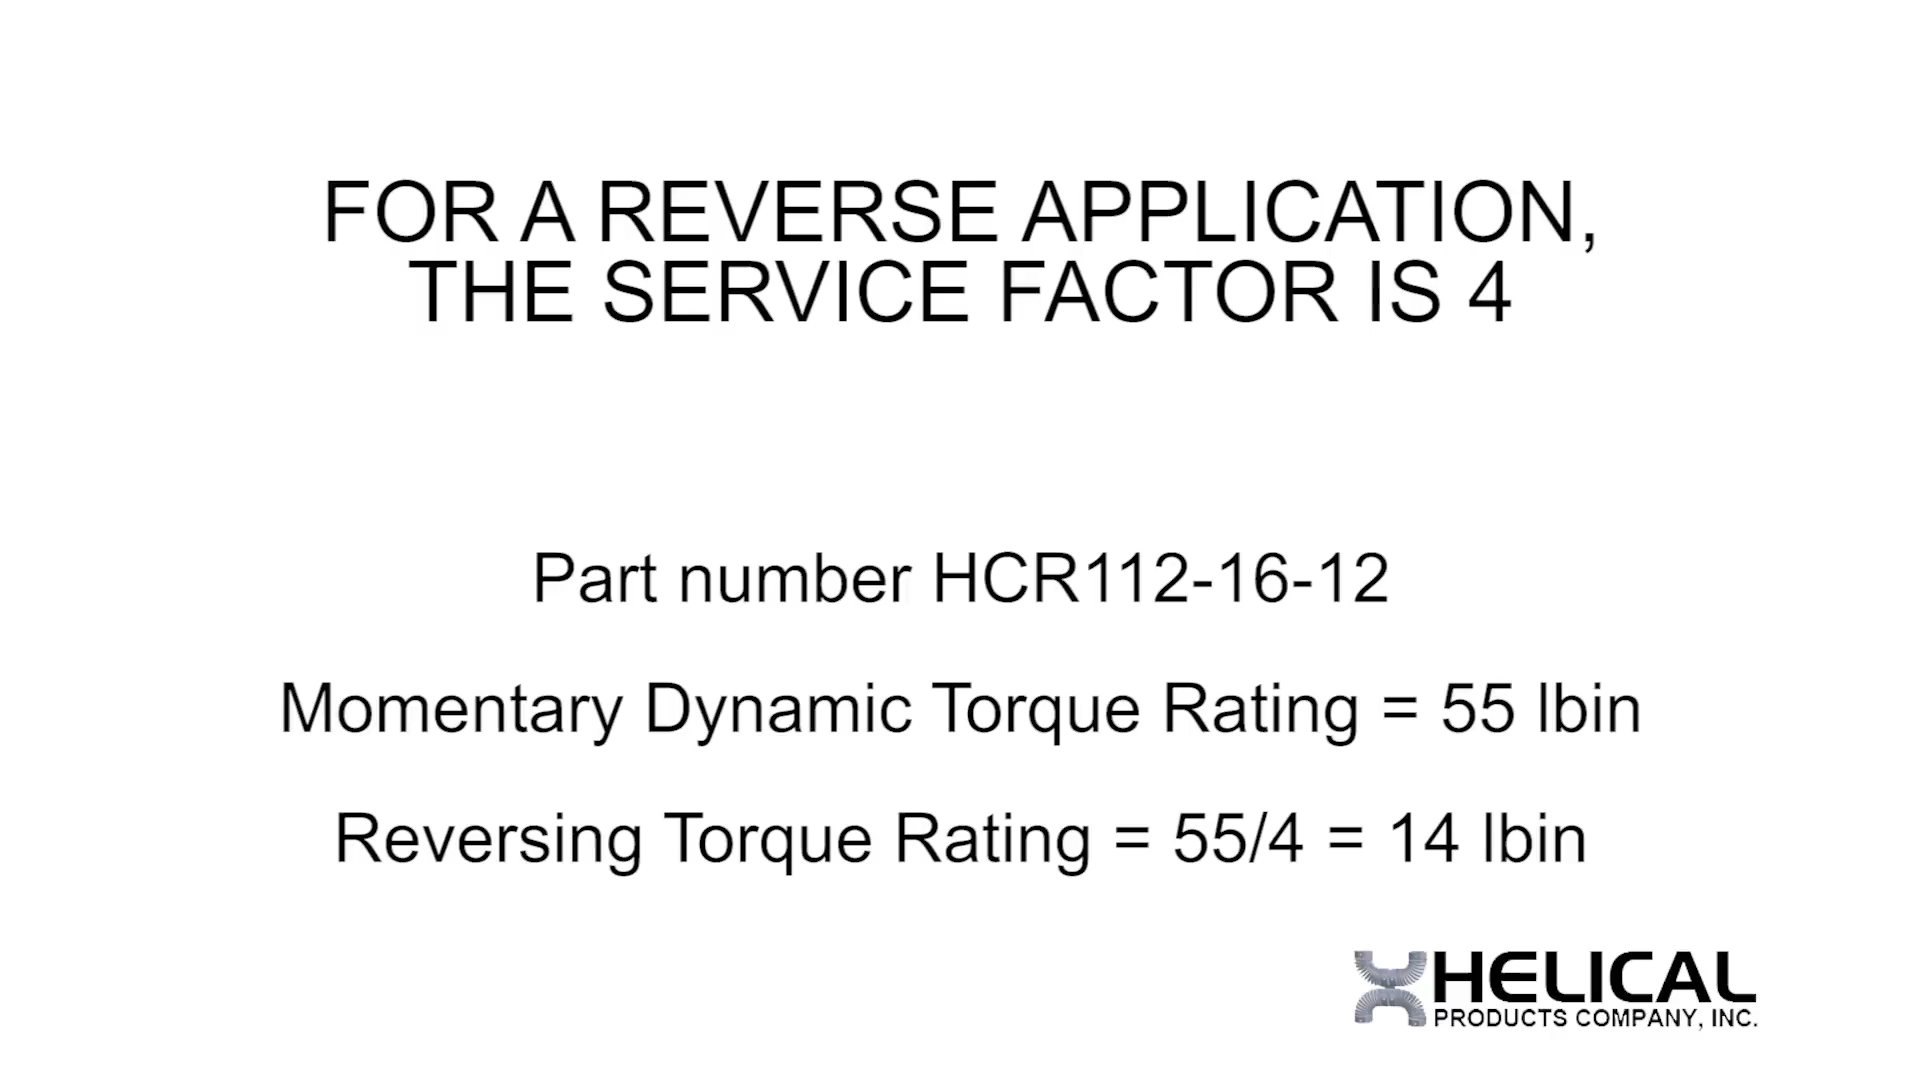 FOR A REVERSE APPLICATION,
THE SERVICE FACTOR IS 4
Part number HCR112-16-12
Momentary Dynamic Torque Rating = 55 lbin
Reversing Torque Rating = 55/4 = 14 lbin
HELICAL
PRODUCTS COMPANY, INC.